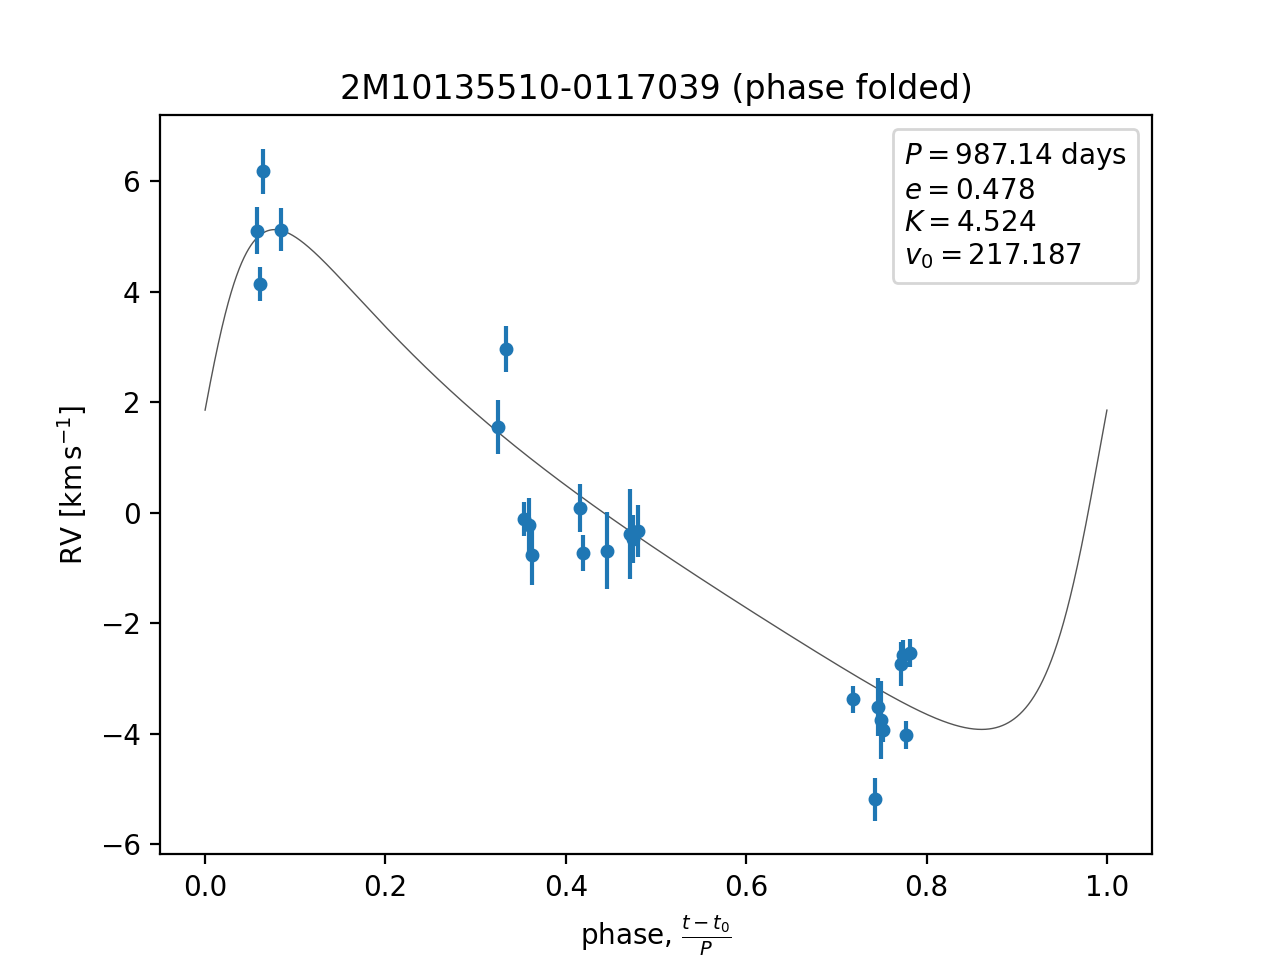 2M10135510-0117039 (phase folded)
P = 987.14 days
e = 0.478
K = 4.524
v₀ = 217.187
6
4
2
0
−2
−4
−6
RV [km s⁻¹]
0.0 0.2 0.4 0.6 0.8 1.0
phase, (t − t₀)/P